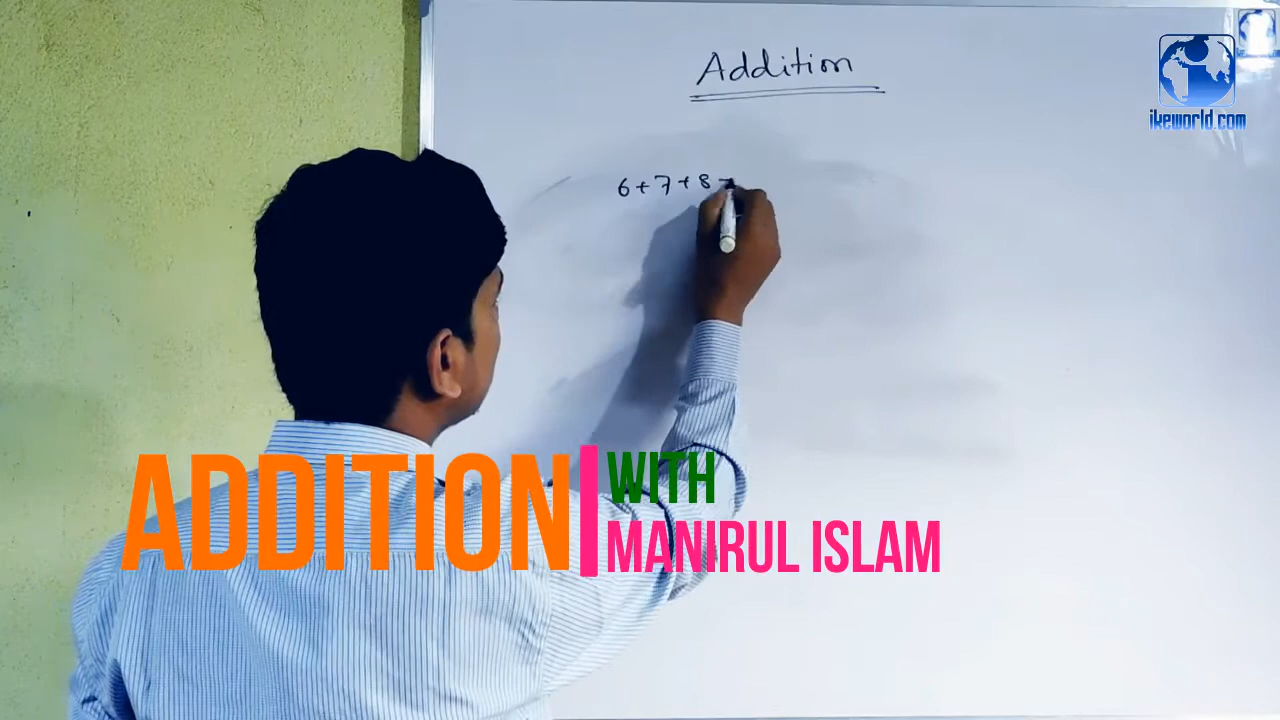 Addition
ikeworld.com
6+7+8
ADDITION
WITH
MANIRUL ISLAM